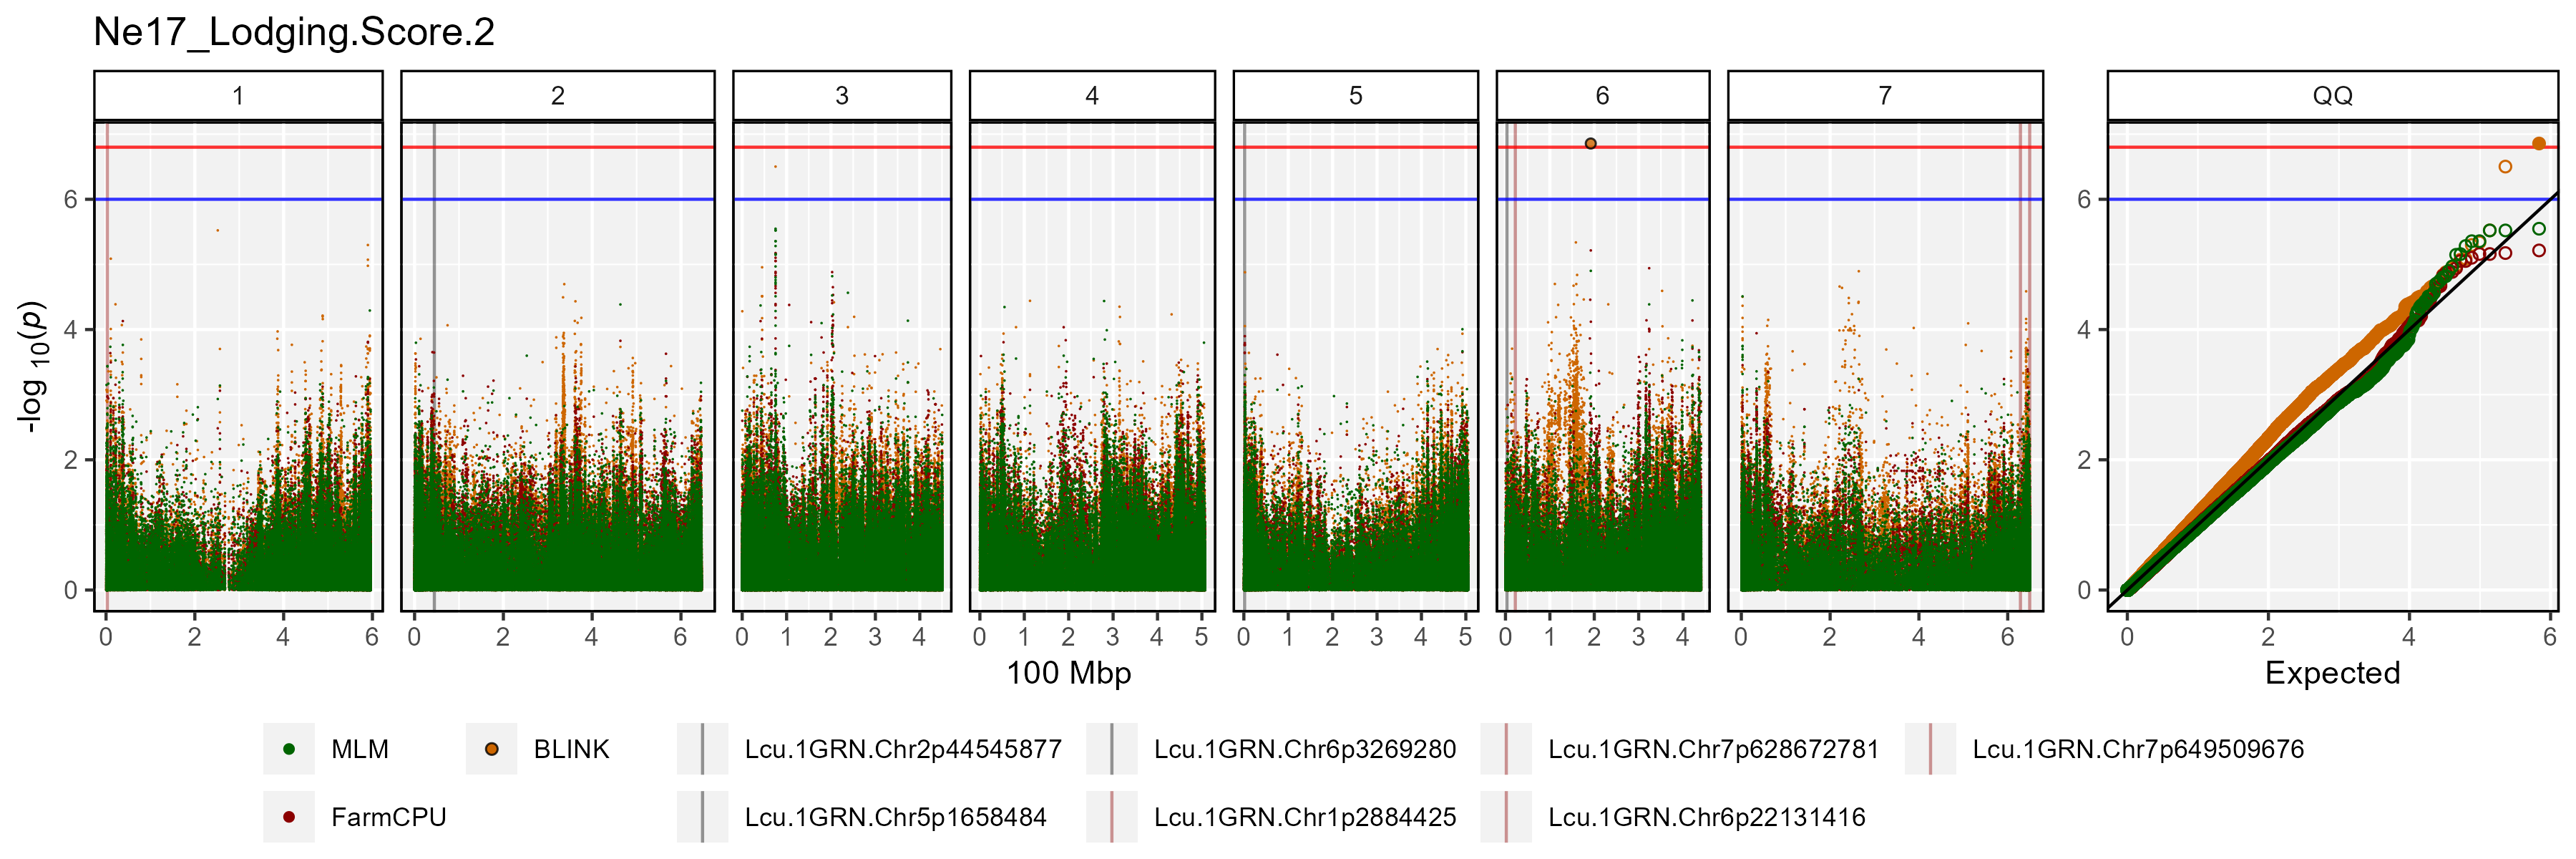 Ne17_Lodging.Score.2
1 2 3 4 5 6 7 QQ
-log 10(p)
6
4
2
0
0 2 4 6 0 2 4 6 0 1 2 3 4 0 1 2 3 4 5 0 1 2 3 4 5 0 1 2 3 4 0 2 4 6
100 Mbp
6
4
2
0
0 2 4 6
Expected
MLM BLINK Lcu.1GRN.Chr2p44545877 Lcu.1GRN.Chr6p3269280 Lcu.1GRN.Chr7p628672781 Lcu.1GRN.Chr7p649509676
FarmCPU Lcu.1GRN.Chr5p1658484 Lcu.1GRN.Chr1p2884425 Lcu.1GRN.Chr6p22131416